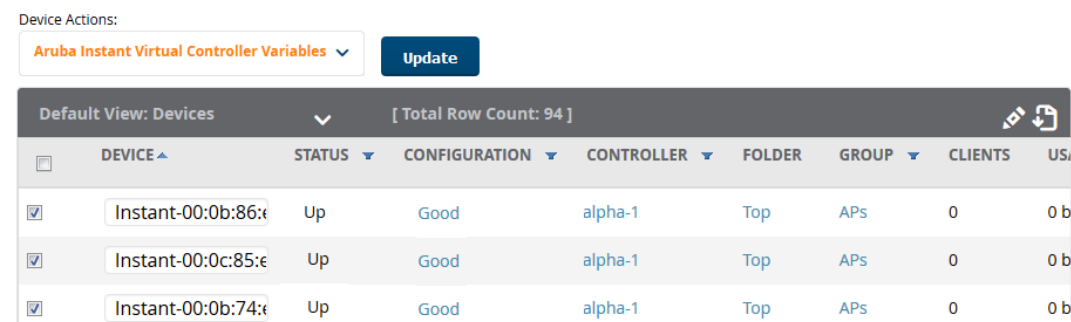 Device Actions:
Aruba Instant Virtual Controller Variables Update
Default View: Devices [ Total Row Count: 94 ]
DEVICE STATUS CONFIGURATION CONTROLLER FOLDER GROUP CLIENTS
Instant-00:0b:86: Up Good alpha-1 Top APs 0 0 b
Instant-00:0c:85: Up Good alpha-1 Top APs 0 0 b
Instant-00:0b:74: Up Good alpha-1 Top APs 0 0 b